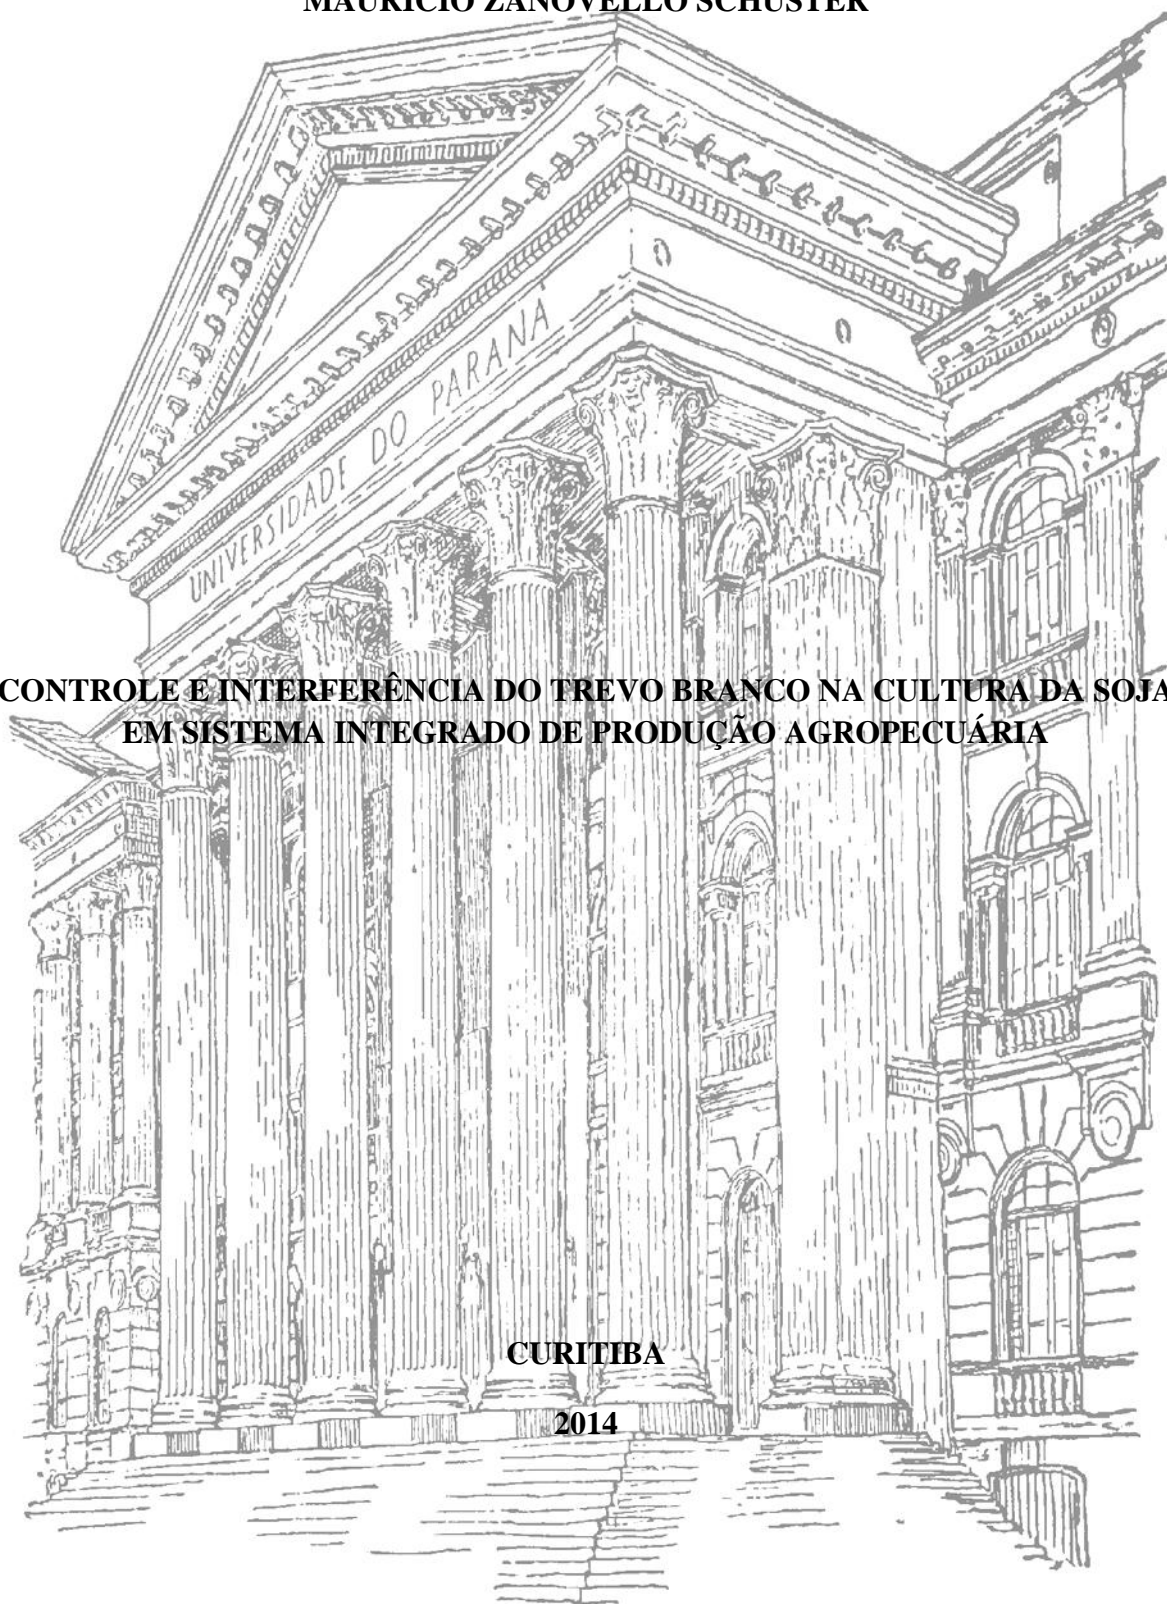 MAURICIO ZANOVELLO SCHUSTER
UNIVERSIDADE DO PARANÁ
CONTROLE E INTERFERÊNCIA DO TREVO BRANCO NA CULTURA DA SOJA
EM SISTEMA INTEGRADO DE PRODUÇÃO AGROPECUÁRIA
CURITIBA
2014